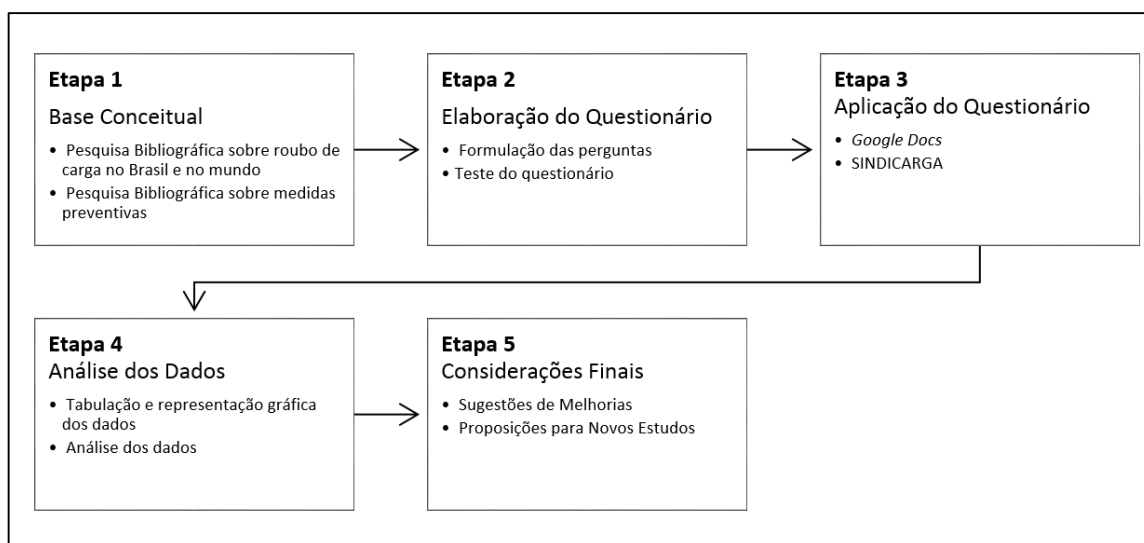 Etapa 1
Base Conceitual
• Pesquisa Bibliográfica sobre roubo de
carga no Brasil e no mundo
• Pesquisa Bibliográfica sobre medidas
preventivas
Etapa 2
Elaboração do Questionário
• Formulação das perguntas
• Teste do questionário
Etapa 3
Aplicação do Questionário
• Google Docs
• SINDICARGA
Etapa 4
Análise dos Dados
• Tabulação e representação gráfica
dos dados
• Análise dos dados
Etapa 5
Considerações Finais
• Sugestões de Melhorias
• Proposições para Novos Estudos